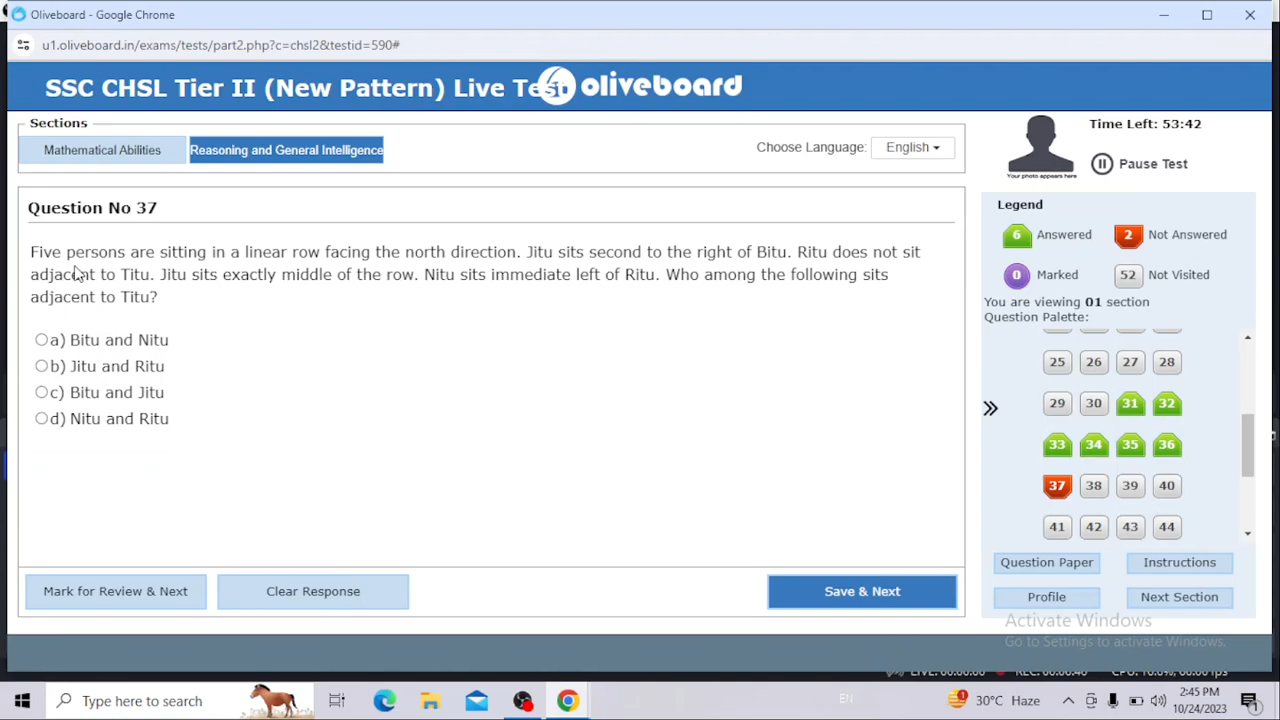 Oliveboard - Google Chrome
u1.oliveboard.in/exams/tests/part2.php?c=chsl2&testid=590#
SSC CHSL Tier II (New Pattern) Live Test
oliveboard
Sections
Mathematical Abilities
Reasoning and General Intelligence
Choose Language:
English
Your photo appears here
Time Left: 53:42
Pause Test
Question No 37
Five persons are sitting in a linear row facing the north direction. Jitu sits second to the right of Bitu. Ritu does not sit
adjacent to Titu. Jitu sits exactly middle of the row. Nitu sits immediate left of Ritu. Who among the following sits
adjacent to Titu?
a) Bitu and Nitu
b) Jitu and Ritu
c) Bitu and Jitu
d) Nitu and Ritu
Legend
6 Answered
2 Not Answered
0 Marked
52 Not Visited
You are viewing 01 section
Question Palette:
25 26 27 28
29 30 31 32
33 34 35 36
37 38 39 40
41 42 43 44
Mark for Review & Next
Clear Response
Save & Next
Question Paper
Instructions
Profile
Next Section
Activate Windows
Go to Settings to activate Windows.
Type here to search
EN
1
30°C Haze
2:45 PM
10/24/2023
1